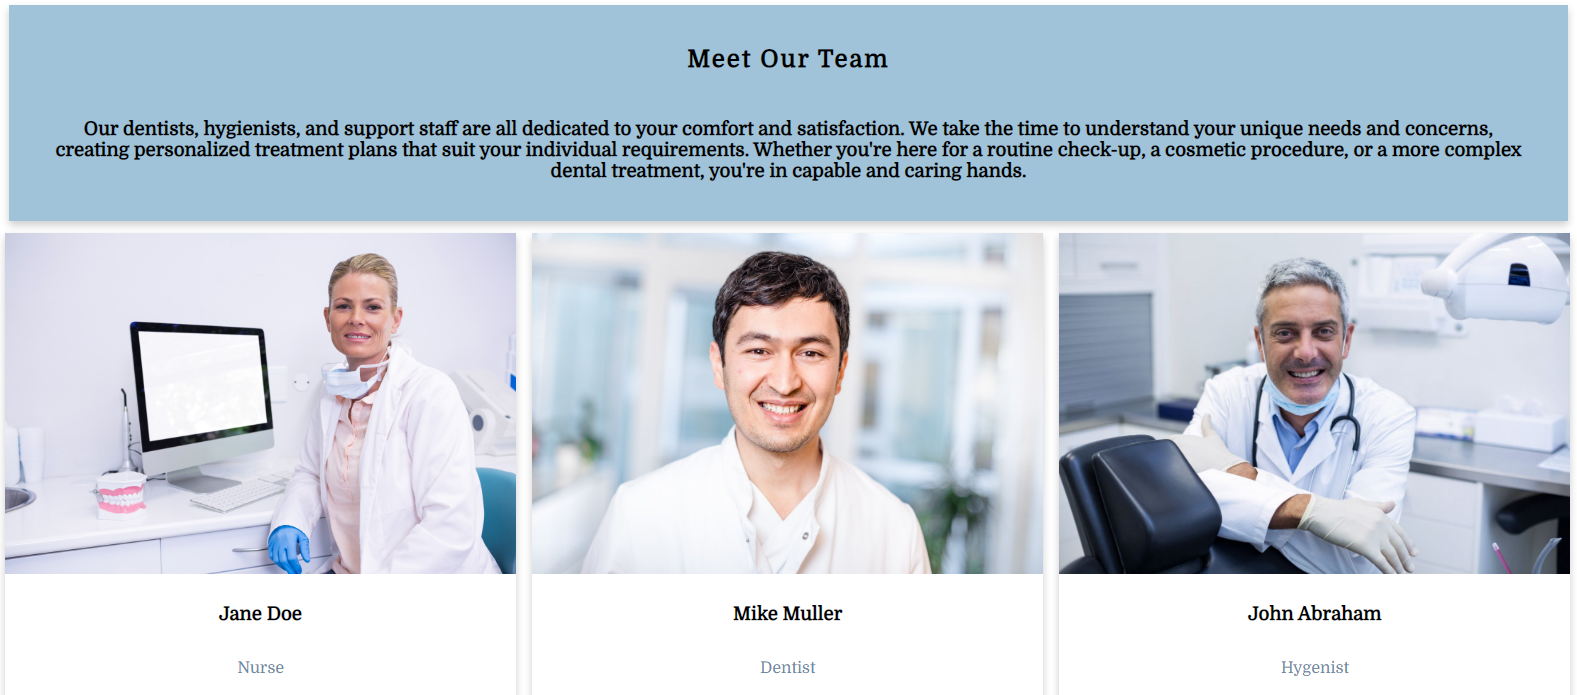 Meet Our Team
Our dentists, hygienists, and support staff are all dedicated to your comfort and satisfaction. We take the time to understand your unique needs and concerns,
creating personalized treatment plans that suit your individual requirements. Whether you're here for a routine check-up, a cosmetic procedure, or a more complex
dental treatment, you're in capable and caring hands.
Jane Doe
Mike Muller
John Abraham
Nurse
Dentist
Hygenist